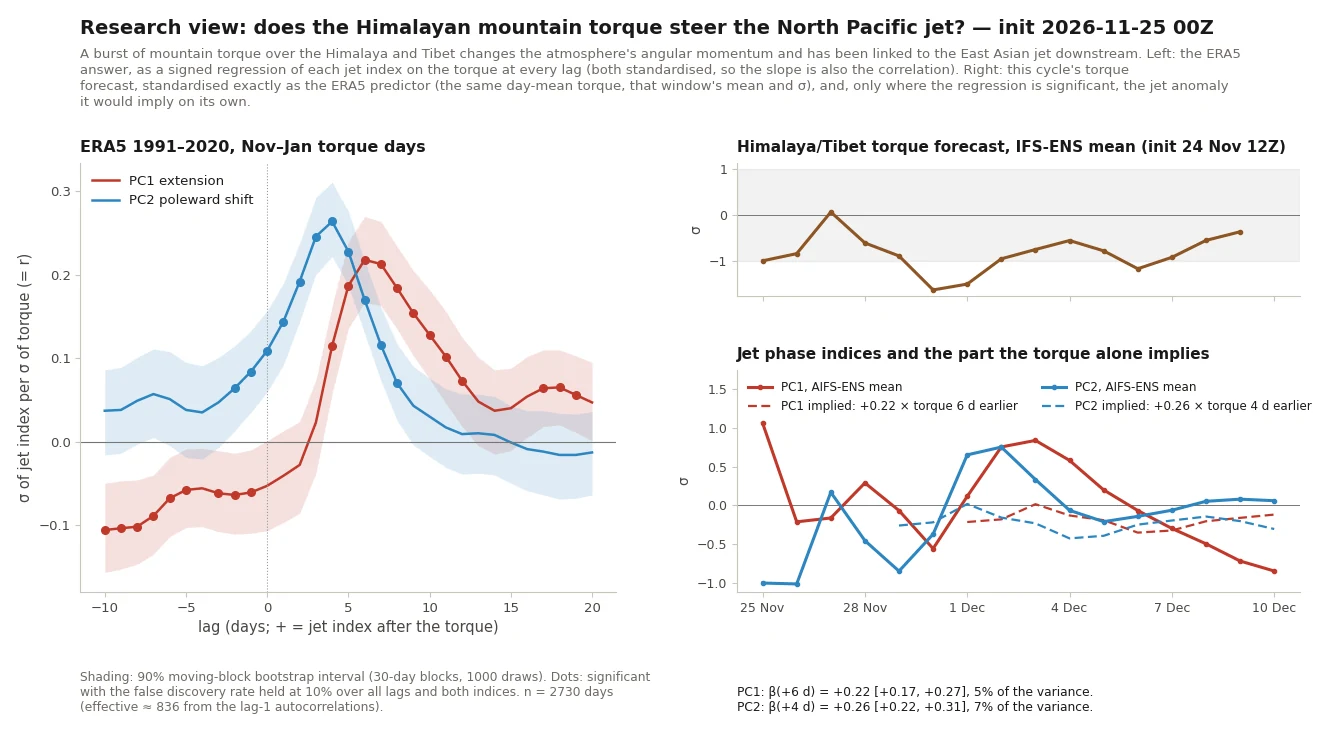 Research view: does the Himalayan mountain torque steer the North Pacific jet? — init 2026-11-25 00Z
A burst of mountain torque over the Himalaya and Tibet changes the atmosphere's angular momentum and has been linked to the East Asian jet downstream. Left: the ERA5
answer, as a signed regression of each jet index on the torque at every lag (both standardised, so the slope is also the correlation). Right: this cycle's torque
forecast, standardised exactly as the ERA5 predictor (the same day-mean torque, that window's mean and σ), and, only where the regression is significant, the jet anomaly
it would imply on its own.
ERA5 1991–2020, Nov–Jan torque days
PC1 extension
PC2 poleward shift
σ of jet index per σ of torque (= r)
0.3
0.2
0.1
0.0
−0.1
−10 −5 0 5 10 15 20
lag (days; + = jet index after the torque)
Shading: 90% moving-block bootstrap interval (30-day blocks, 1000 draws). Dots: significant
with the false discovery rate held at 10% over all lags and both indices. n = 2730 days
(effective ≈ 836 from the lag-1 autocorrelations).
Himalaya/Tibet torque forecast, IFS-ENS mean (init 24 Nov 12Z)
σ
1
0
−1
Jet phase indices and the part the torque alone implies
PC1, AIFS-ENS mean
PC1 implied: +0.22 × torque 6 d earlier
PC2, AIFS-ENS mean
PC2 implied: +0.26 × torque 4 d earlier
σ
1.5
1.0
0.5
0.0
−0.5
−1.0
25 Nov 28 Nov 1 Dec 4 Dec 7 Dec 10 Dec
PC1: β(+6 d) = +0.22 [+0.17, +0.27], 5% of the variance.
PC2: β(+4 d) = +0.26 [+0.22, +0.31], 7% of the variance.